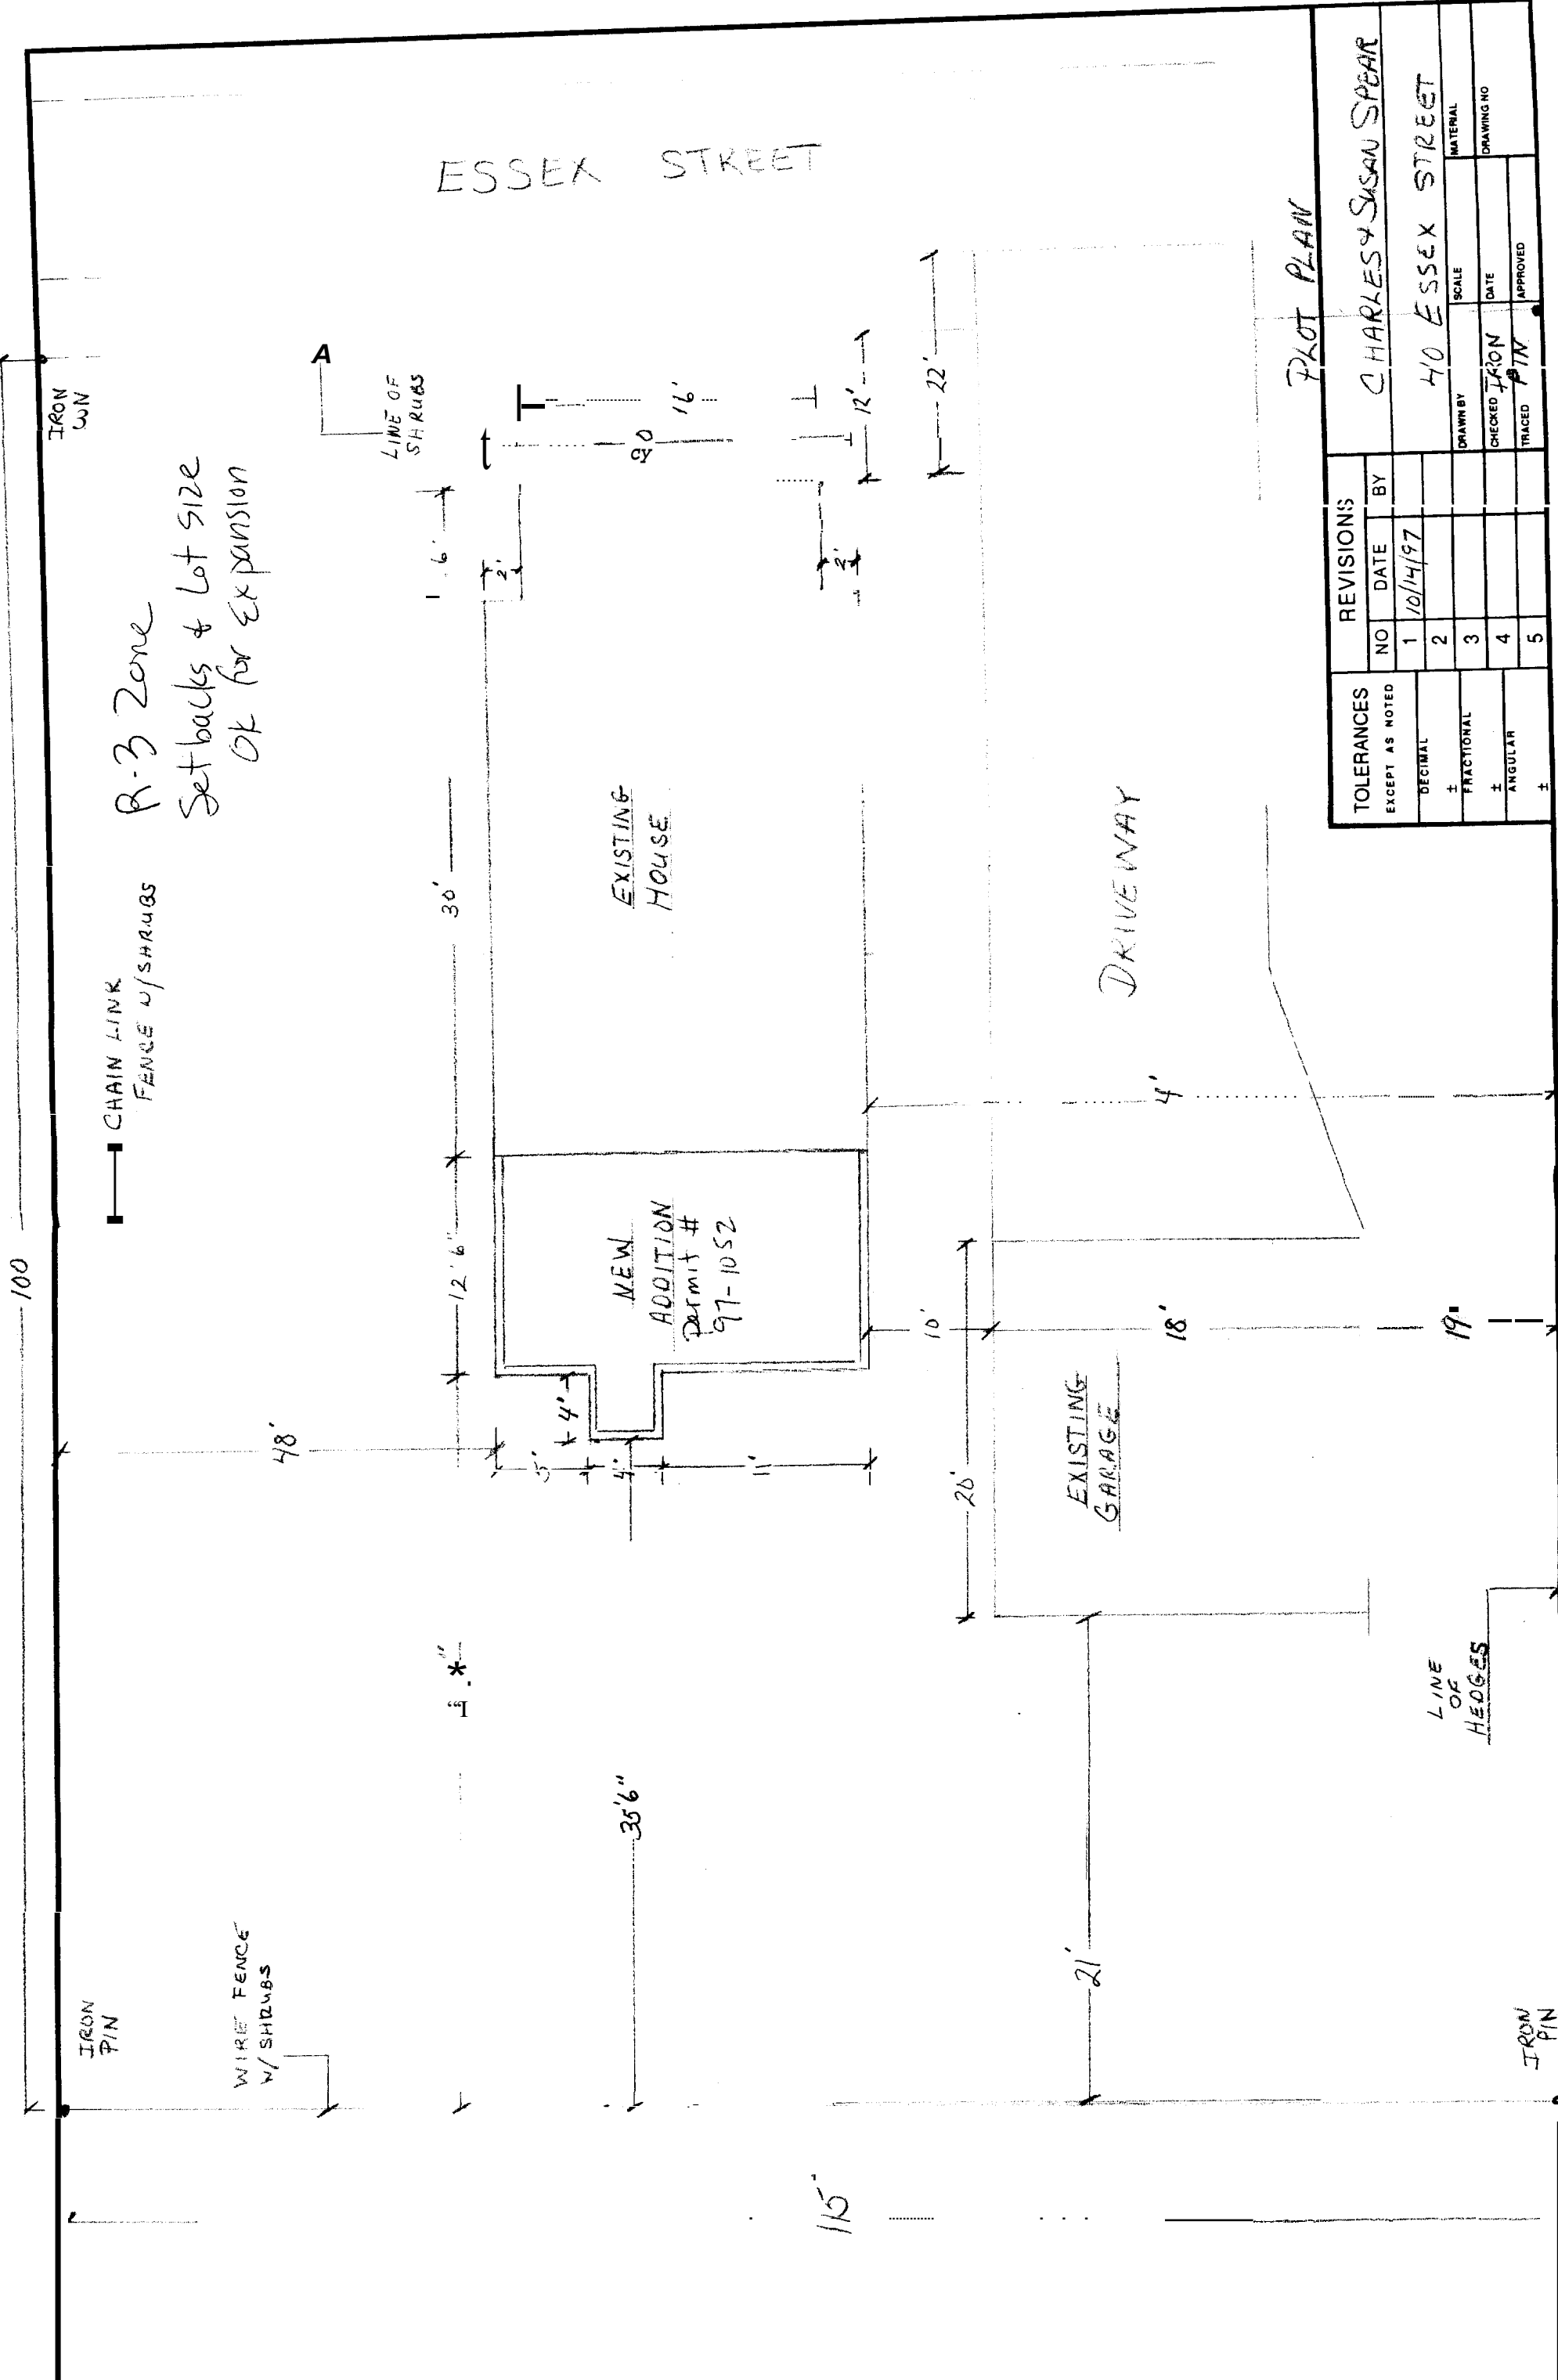 ESSEX STREET
IRON
A
LINE OF
SHRUBS
R-3 Zone
Setbacks & Lot size
OK for Expansion
CHAIN LINK
FENCE W/SHRUBS
100
6'
2'
2'
16'
12'
22'
30'
EXISTING
HOUSE
DRIVEWAY
4'
12'6"
NEW
ADDITION
Permit #
97-1052
48'
4'
5'
4'
11'
10'
20'
18'
19
EXISTING
GARAGE
LINE
OF
HEDGES
35'6"
21'
WIRE FENCE
W/ SHRUBS
IRON
PIN
IRON
PIN
115'
PLOT PLAN
CHARLES & SUSAN SPEAR
40 ESSEX STREET
TOLERANCES
EXCEPT AS NOTED
DECIMAL
±
FRACTIONAL
±
ANGULAR
±
REVISIONS
NO DATE BY
1 10/14/97
2
3
4
5
DRAWN BY SCALE MATERIAL
CHECKED DATE DRAWING NO
TRACED APPROVED
IRON
PIN